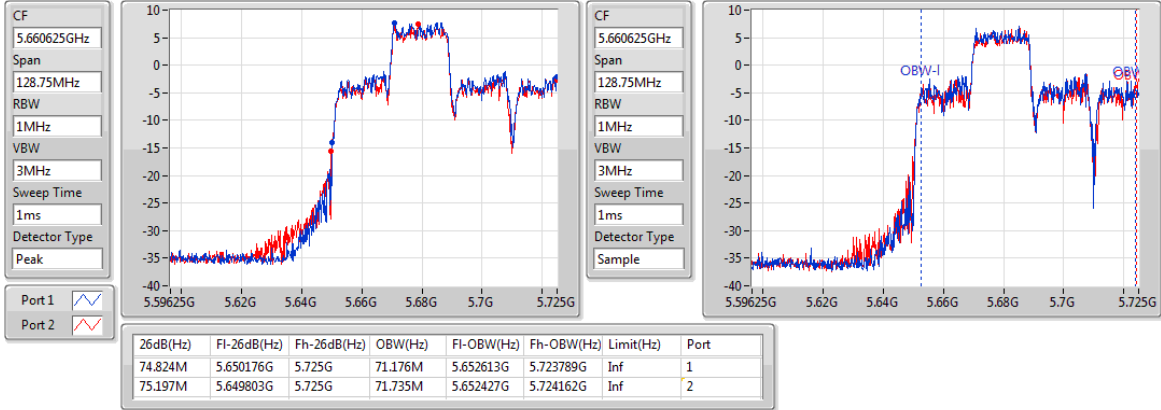 CF
5.660625GHz
Span
128.75MHz
RBW
1MHz
VBW
3MHz
Sweep Time
1ms
Detector Type
Peak
Port 1
Port 2
10
5
0
-5
-10
-15
-20
-25
-30
-35
-40
5.59625G 5.62G 5.64G 5.66G 5.68G 5.7G 5.725G
CF
5.660625GHz
Span
128.75MHz
RBW
1MHz
VBW
3MHz
Sweep Time
1ms
Detector Type
Sample
10
5
0
-5
-10
-15
-20
-25
-30
-35
-40
OBW-l
5.59625G 5.62G 5.64G 5.66G 5.68G 5.7G 5.725G
26dB(Hz) Fl-26dB(Hz) Fh-26dB(Hz) OBW(Hz) Fl-OBW(Hz) Fh-OBW(Hz) Limit(Hz) Port
74.824M 5.650176G 5.725G 71.176M 5.652613G 5.723789G Inf 1
75.197M 5.649803G 5.725G 71.735M 5.652427G 5.724162G Inf 2